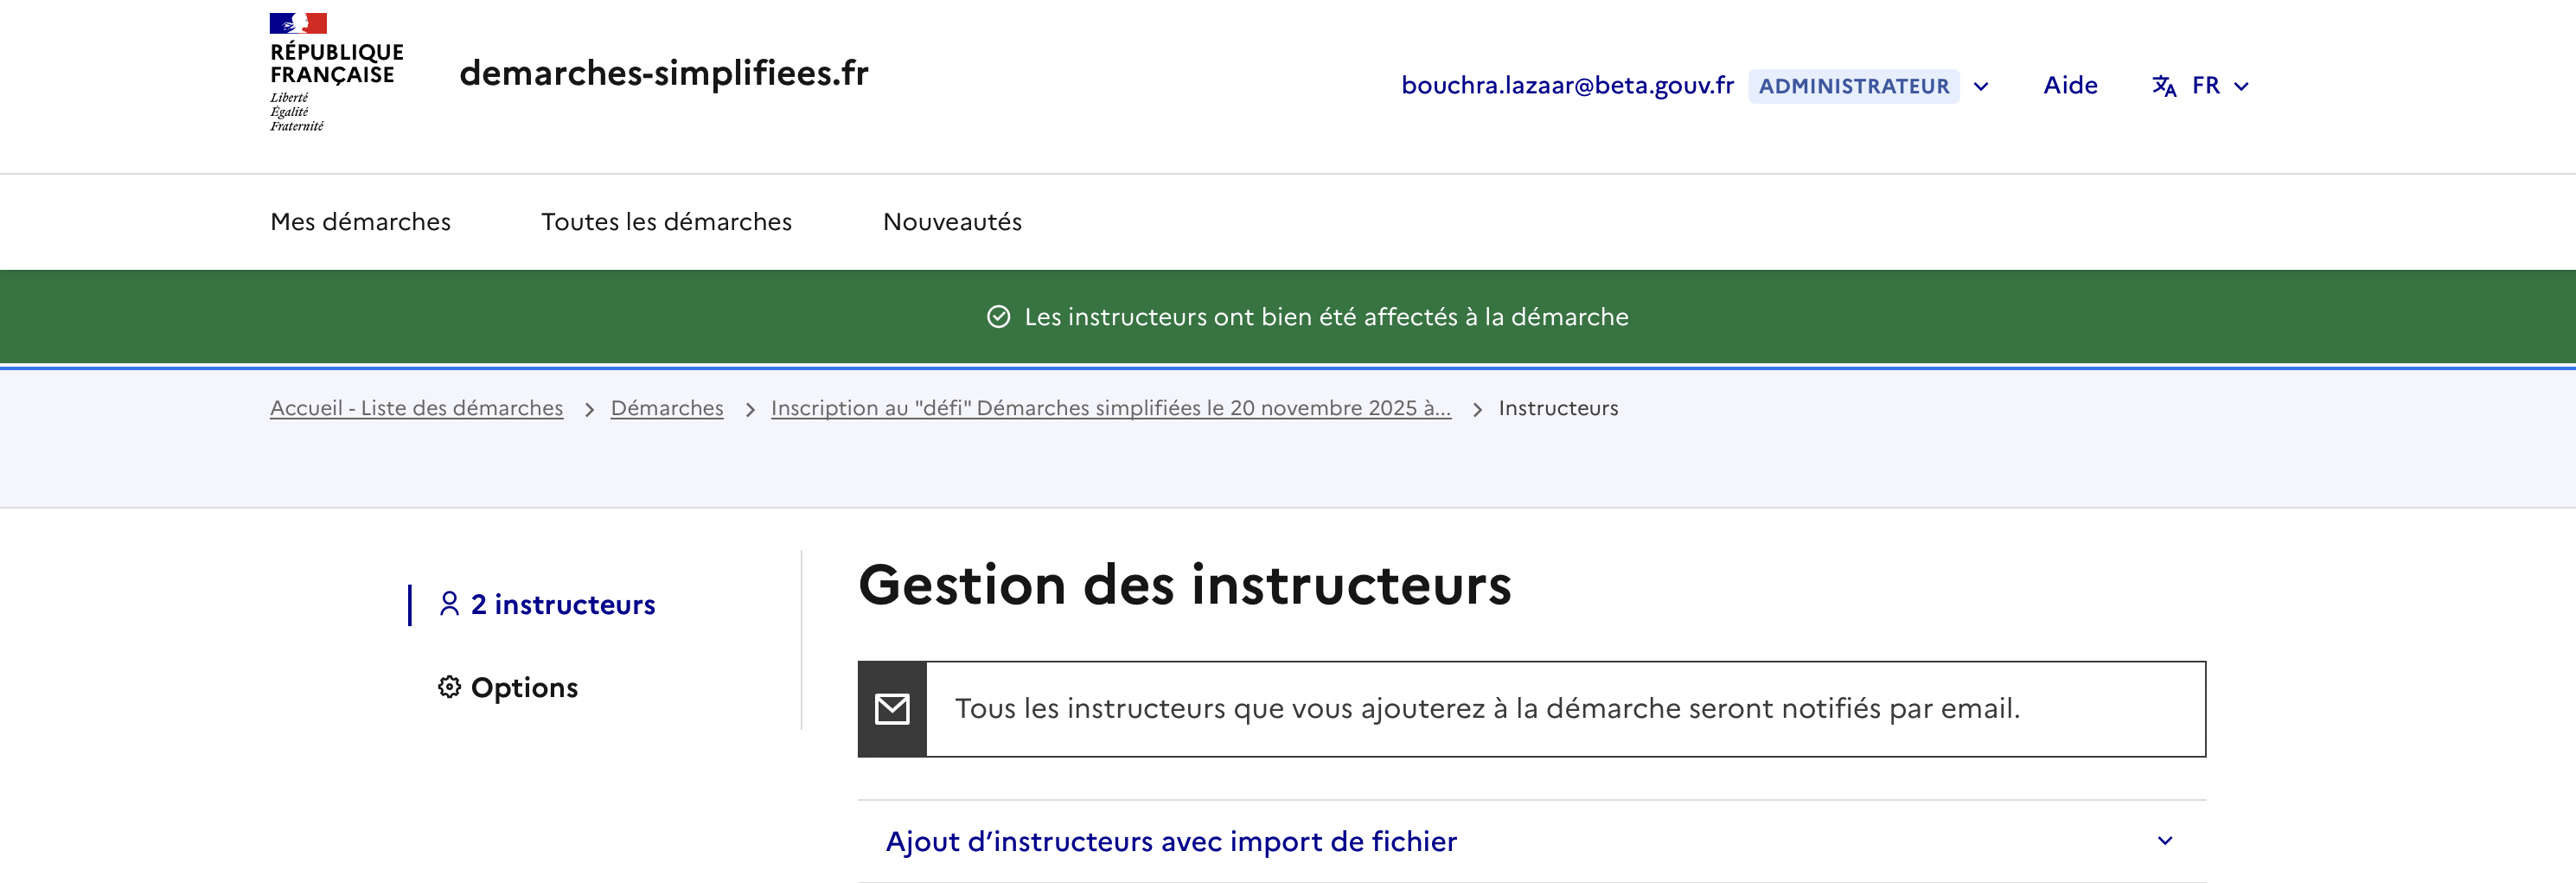 RÉPUBLIQUE
FRANÇAISE
Liberté
Égalité
Fraternité
demarches-simplifiees.fr
bouchra.lazaar@beta.gouv.fr ADMINISTRATEUR Aide FR
Mes démarches Toutes les démarches Nouveautés
Les instructeurs ont bien été affectés à la démarche
Accueil - Liste des démarches Démarches Inscription au "défi" Démarches simplifiées le 20 novembre 2025 à... Instructeurs
2 instructeurs
Options
Gestion des instructeurs
Tous les instructeurs que vous ajouterez à la démarche seront notifiés par email.
Ajout d’instructeurs avec import de fichier